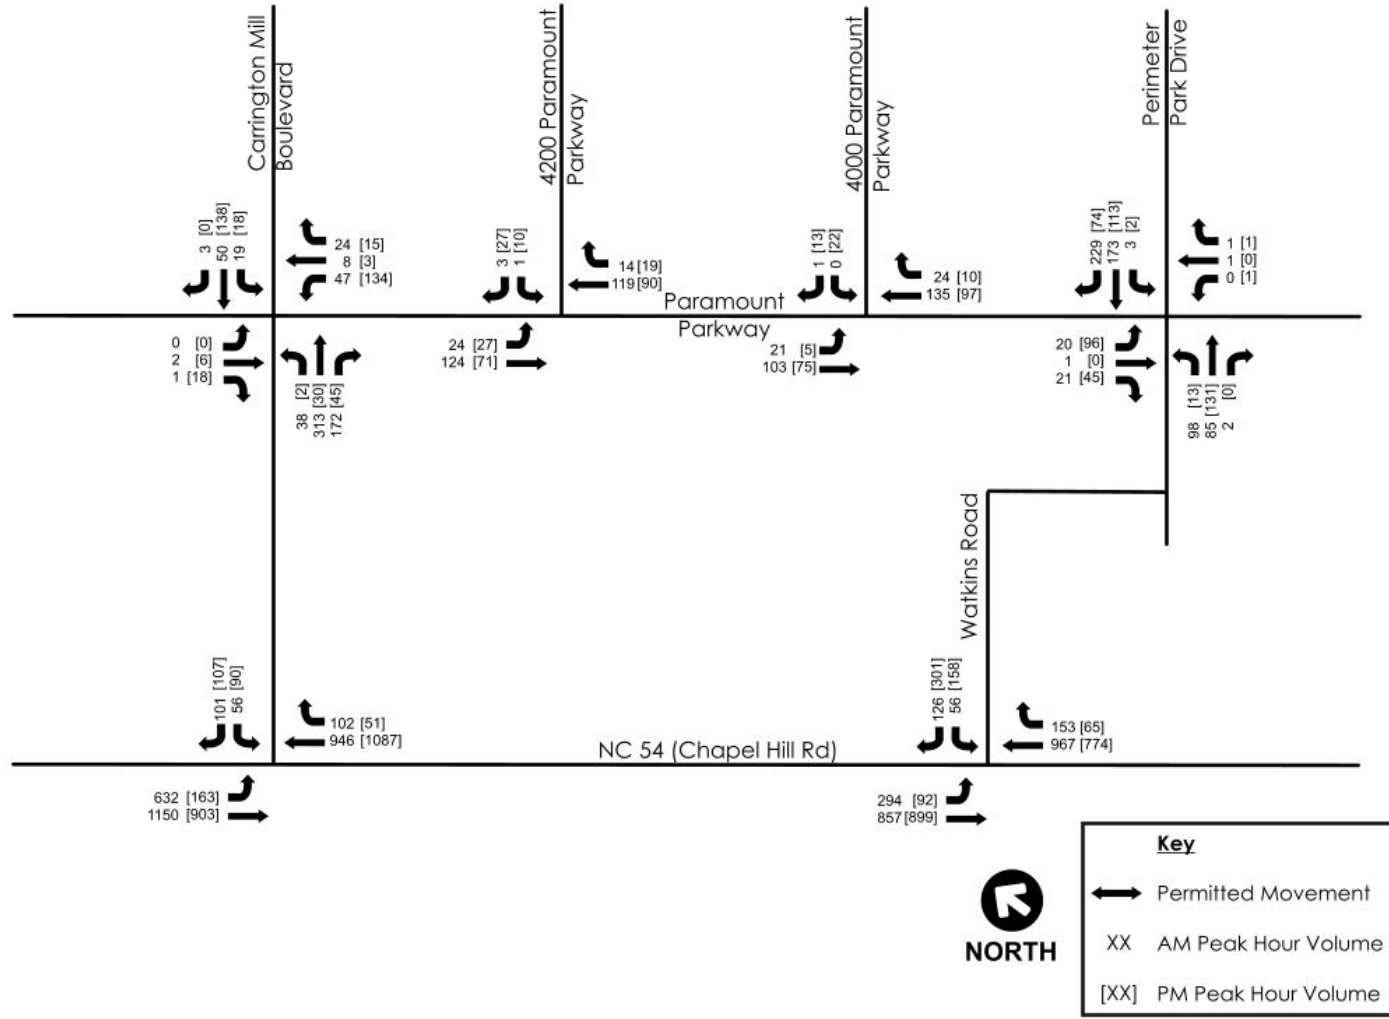 Carrington Mill
Boulevard
4200 Paramount
Parkway
4000 Paramount
Parkway
Perimeter
Park Drive
3 [0]
50 [138]
19 [18]
24 [15]
8 [3]
47 [134]
3 [27]
1 [10]
14 [19]
119 [90]
1 [13]
0 [22]
24 [10]
135 [97]
229 [74]
173 [113]
3 [2]
1 [1]
1 [0]
0 [1]
Paramount
Parkway
0 [0]
2 [6]
1 [18]
38 [2]
313 [30]
172 [45]
24 [27]
124 [71]
21 [5]
103 [75]
20 [96]
1 [0]
21 [45]
98 [13]
85 [131]
2 [0]
Watkins Road
101 [107]
56 [90]
102 [51]
946 [1087]
NC 54 (Chapel Hill Rd)
126 [301]
56 [158]
153 [65]
967 [774]
632 [163]
1150 [903]
294 [92]
857 [899]
NORTH
Key
Permitted Movement
XX AM Peak Hour Volume
[XX] PM Peak Hour Volume